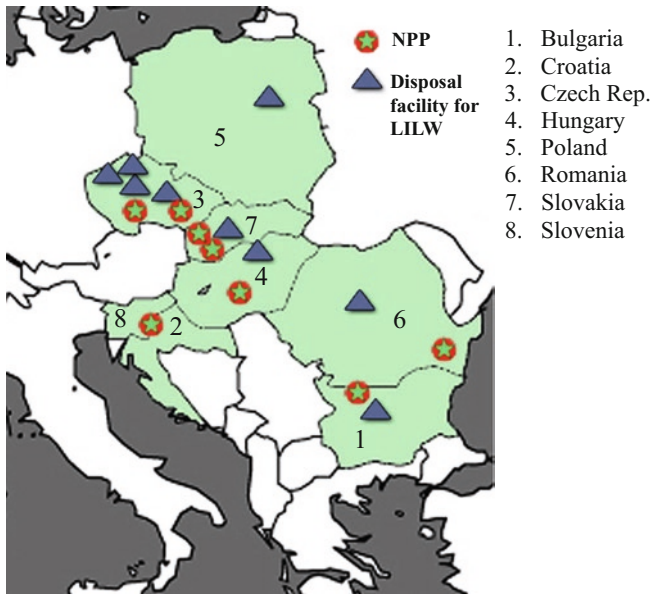 NPP
Disposal
facility for
LILW
1. Bulgaria
2. Croatia
3. Czech Rep.
4. Hungary
5. Poland
6. Romania
7. Slovakia
8. Slovenia
5
3
7
4
8
2
6
1